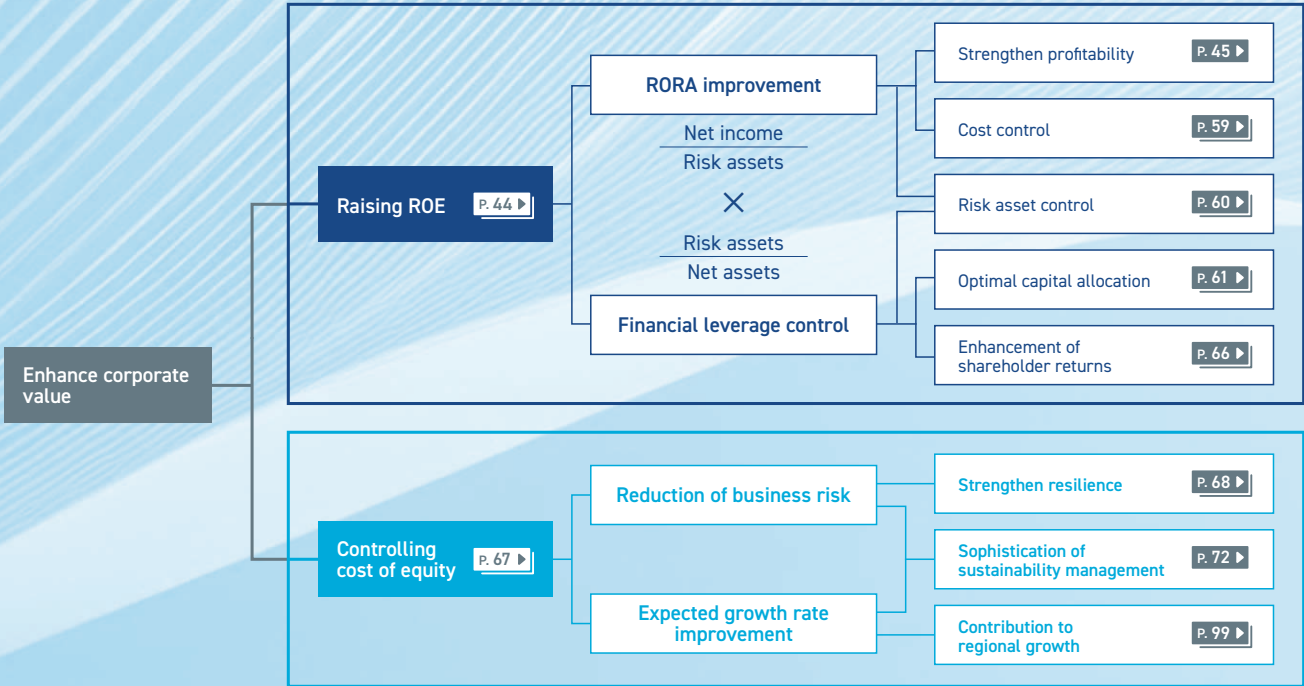 Enhance corporate
value
Raising ROE
P. 44
RORA improvement
Net income
Risk assets
×
Risk assets
Net assets
Financial leverage control
Strengthen profitability
P. 45
Cost control
P. 59
Risk asset control
P. 60
Optimal capital allocation
P. 61
Enhancement of
shareholder returns
P. 66
Controlling
cost of equity
P. 67
Reduction of business risk
Expected growth rate
improvement
Strengthen resilience
P. 68
Sophistication of
sustainability management
P. 72
Contribution to
regional growth
P. 99